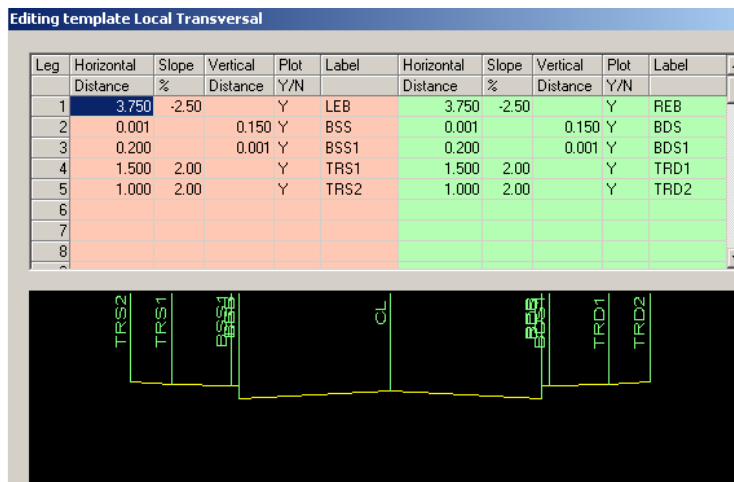 Editing template Local Transversal
Leg Horizontal Slope Vertical Plot Label Horizontal Slope Vertical Plot Label
Distance % Distance Y/N Distance % Distance Y/N
1 3.750 -2.50 Y LEB 3.750 -2.50 Y REB
2 0.001 0.150 Y BSS 0.001 0.150 Y BDS
3 0.200 0.001 Y BSS1 0.200 0.001 Y BDS1
4 1.500 2.00 Y TRS1 1.500 2.00 Y TRD1
5 1.000 2.00 Y TRS2 1.000 2.00 Y TRD2
6
7
8
TRS2 TRS1 BSS1 CL BDS1 TRD1 TRD2